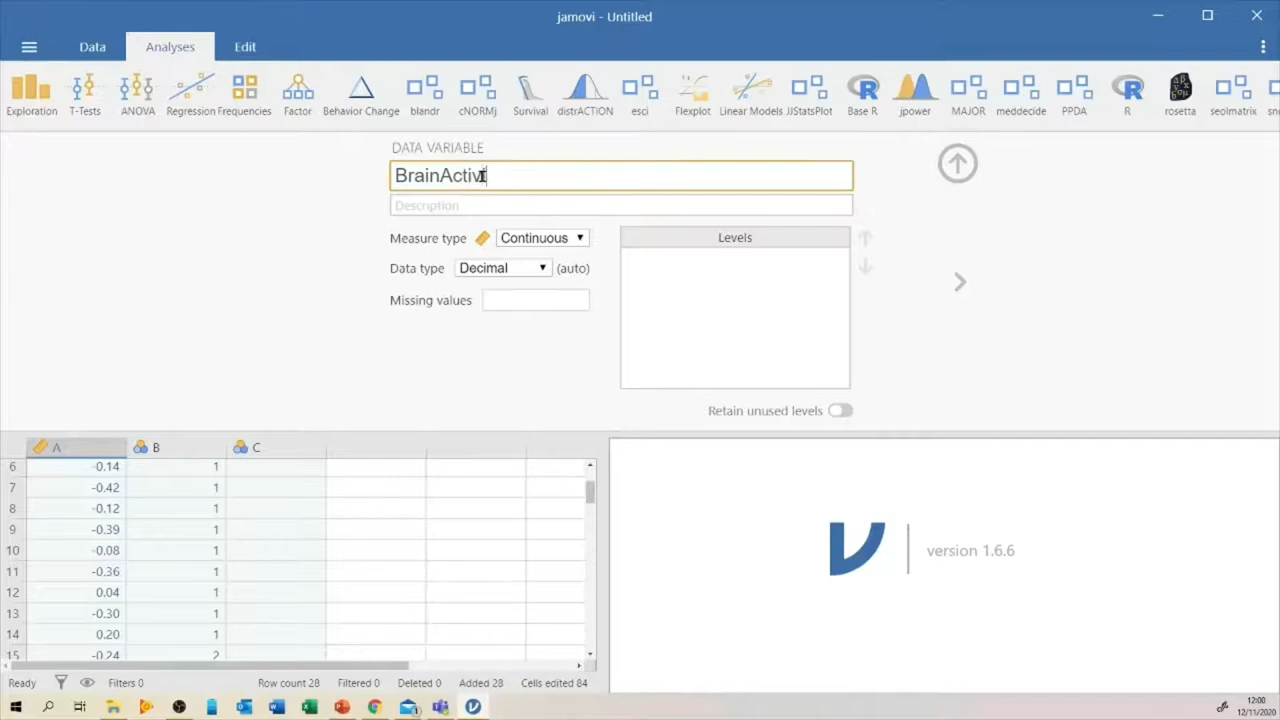 jamovi - Untitled
Data Analyses Edit
Exploration T-Tests ANOVA Regression Frequencies Factor Behavior Change blandr cNORMj Survival distrACTION esci Flexplot Linear Models JJStatsPlot Base R jpower MAJOR meddecide PPDA R rosetta seolmatrix
DATA VARIABLE
BrainActivi
Description
Measure type Continuous Levels
Data type Decimal (auto)
Missing values
Retain unused levels
A B C
6 -0.14 1
7 -0.42 1
8 -0.12 1
9 -0.39 1
10 -0.08 1
11 -0.36 1
12 0.04 1
13 -0.30 1
14 0.20 1
15 -0.24 2
version 1.6.6
Ready Filters 0 Row count 28 Filtered 0 Deleted 0 Added 28 Cells edited 84
12:00
12/11/2020